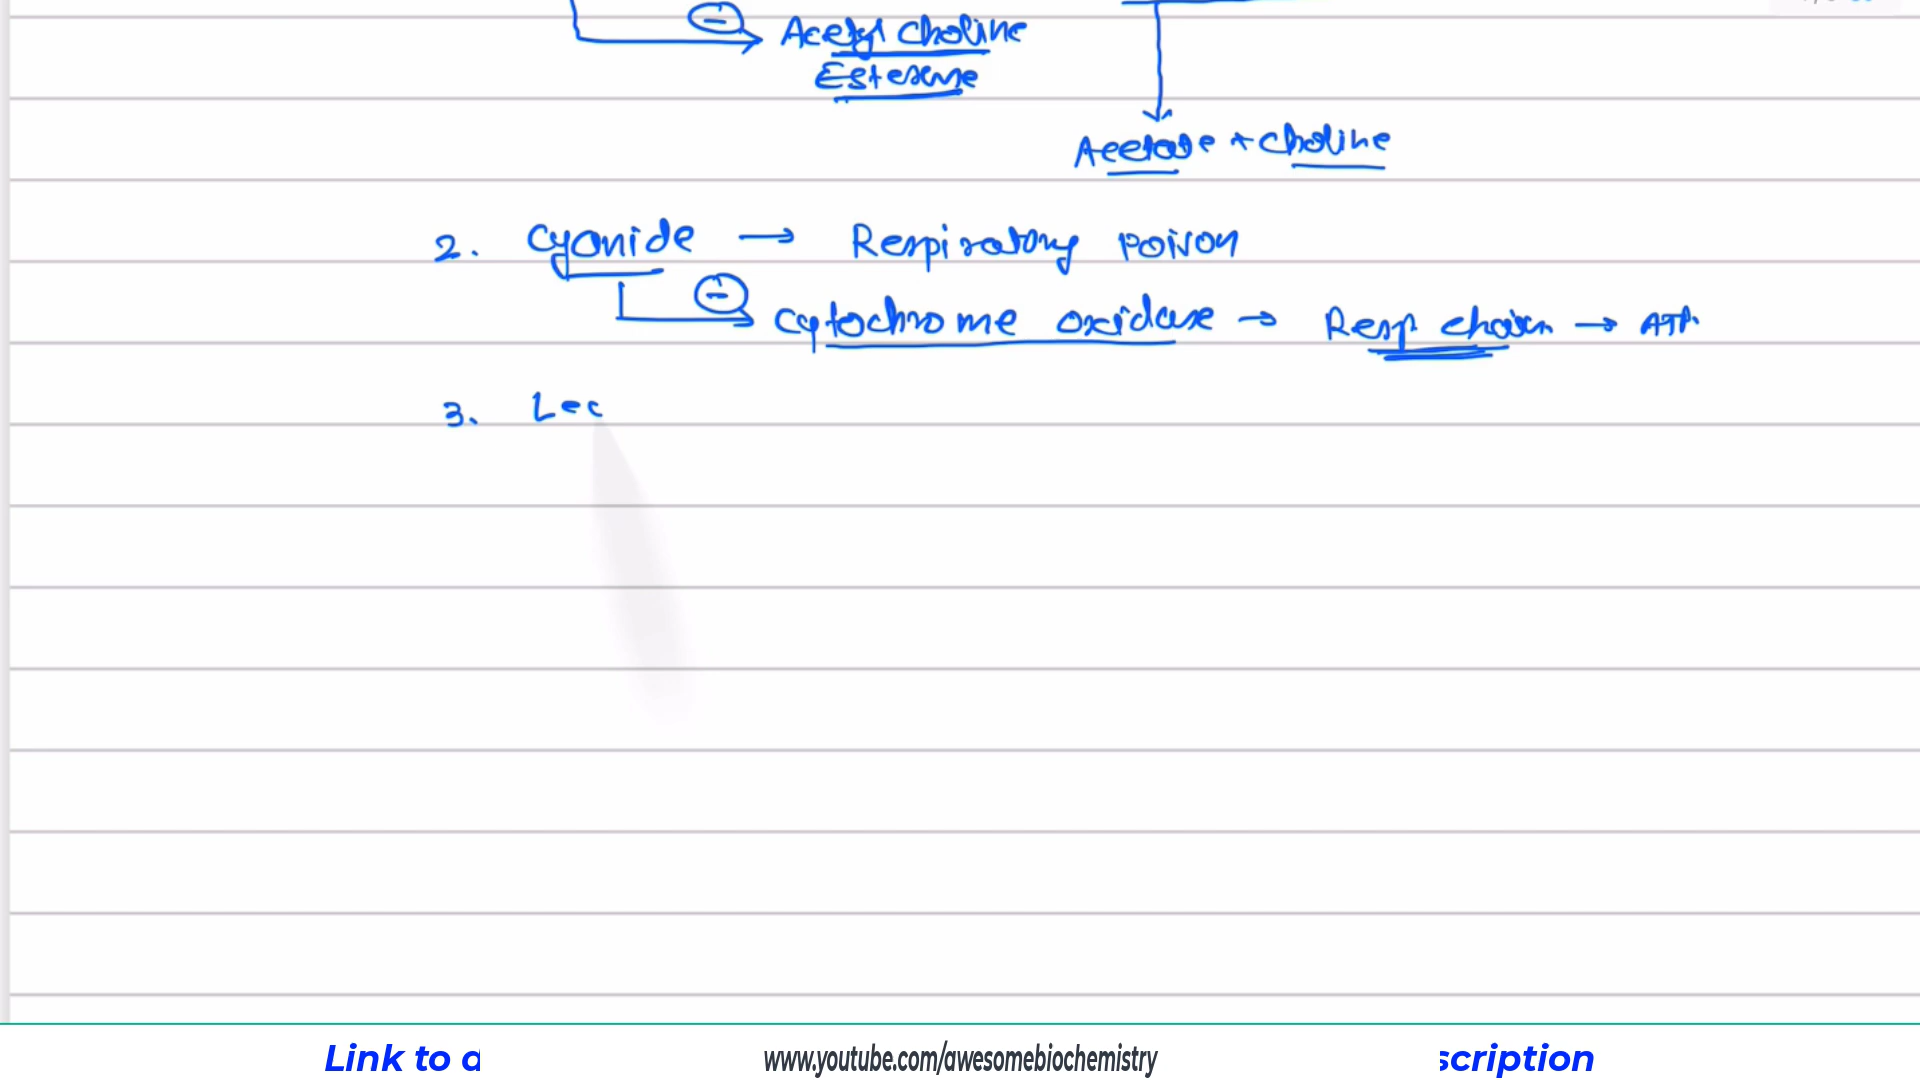 Acetyl choline
Esterase
Acetate + choline
2. Cyanide → Respiratory poison
- Cytochrome oxidase → Resp chain → ATP.
3. Lec
Link to d
www.youtube.com/awesomebiochemistry
scription